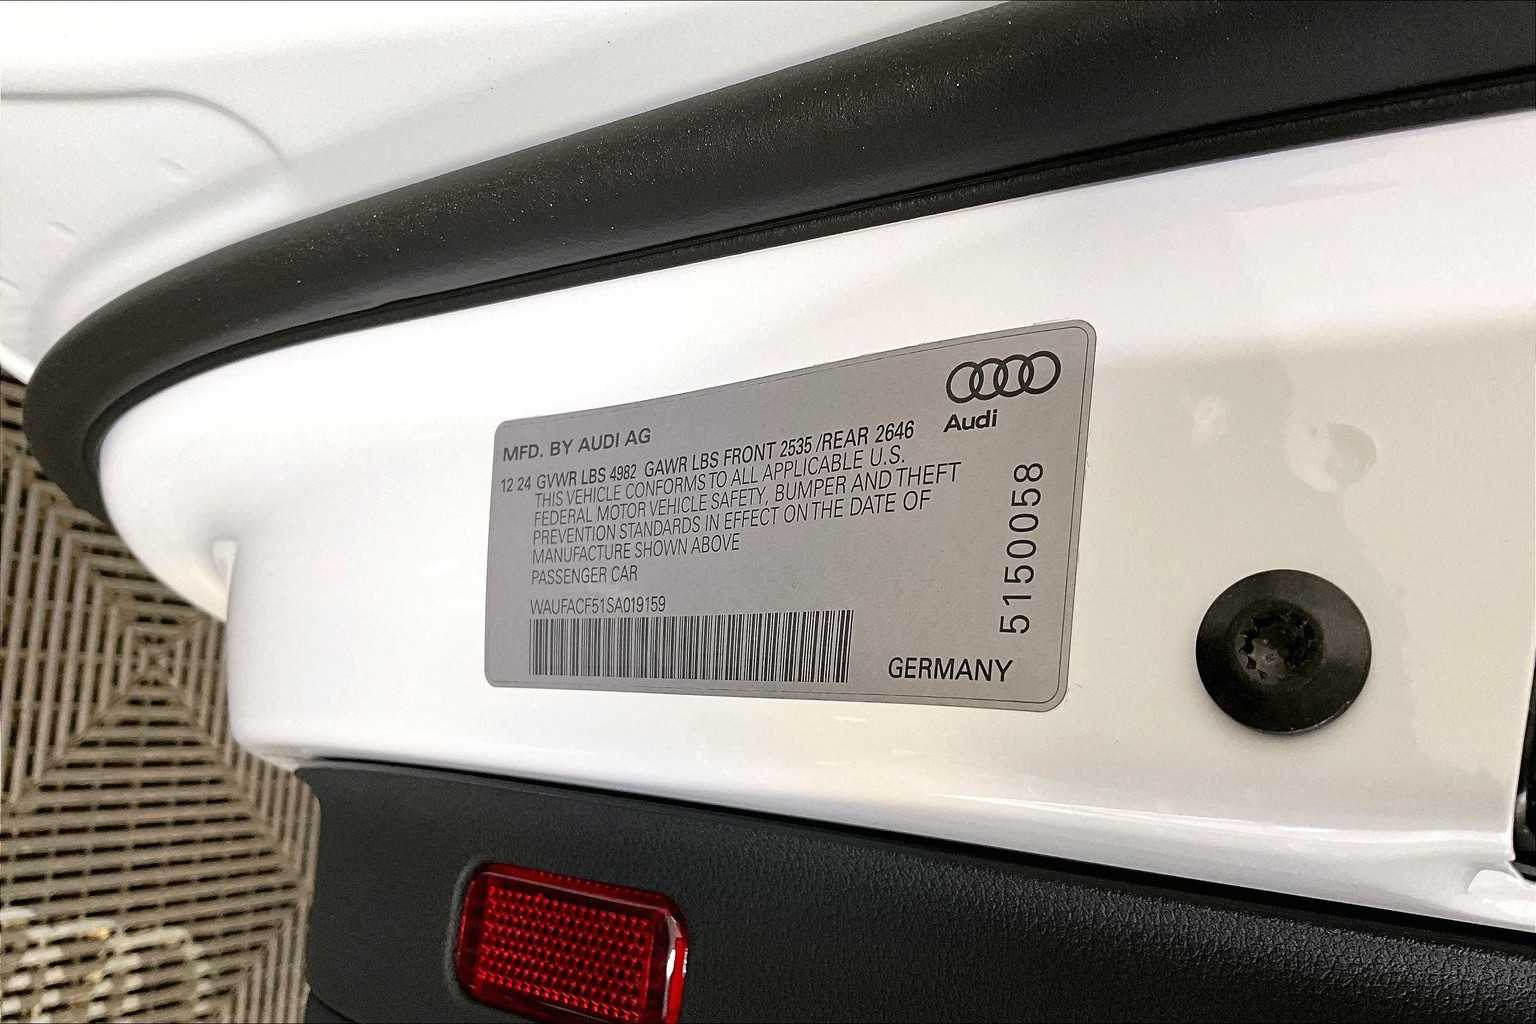 Audi
MFD. BY AUDI AG
12 24 GVWR LBS 4982 GAWR LBS FRONT 2535 /REAR 2646
THIS VEHICLE CONFORMS TO ALL APPLICABLE U.S.
FEDERAL MOTOR VEHICLE SAFETY, BUMPER AND THEFT
PREVENTION STANDARDS IN EFFECT ON THE DATE OF
MANUFACTURE SHOWN ABOVE
PASSENGER CAR
WAUFACF51SA019159
GERMANY
5150058